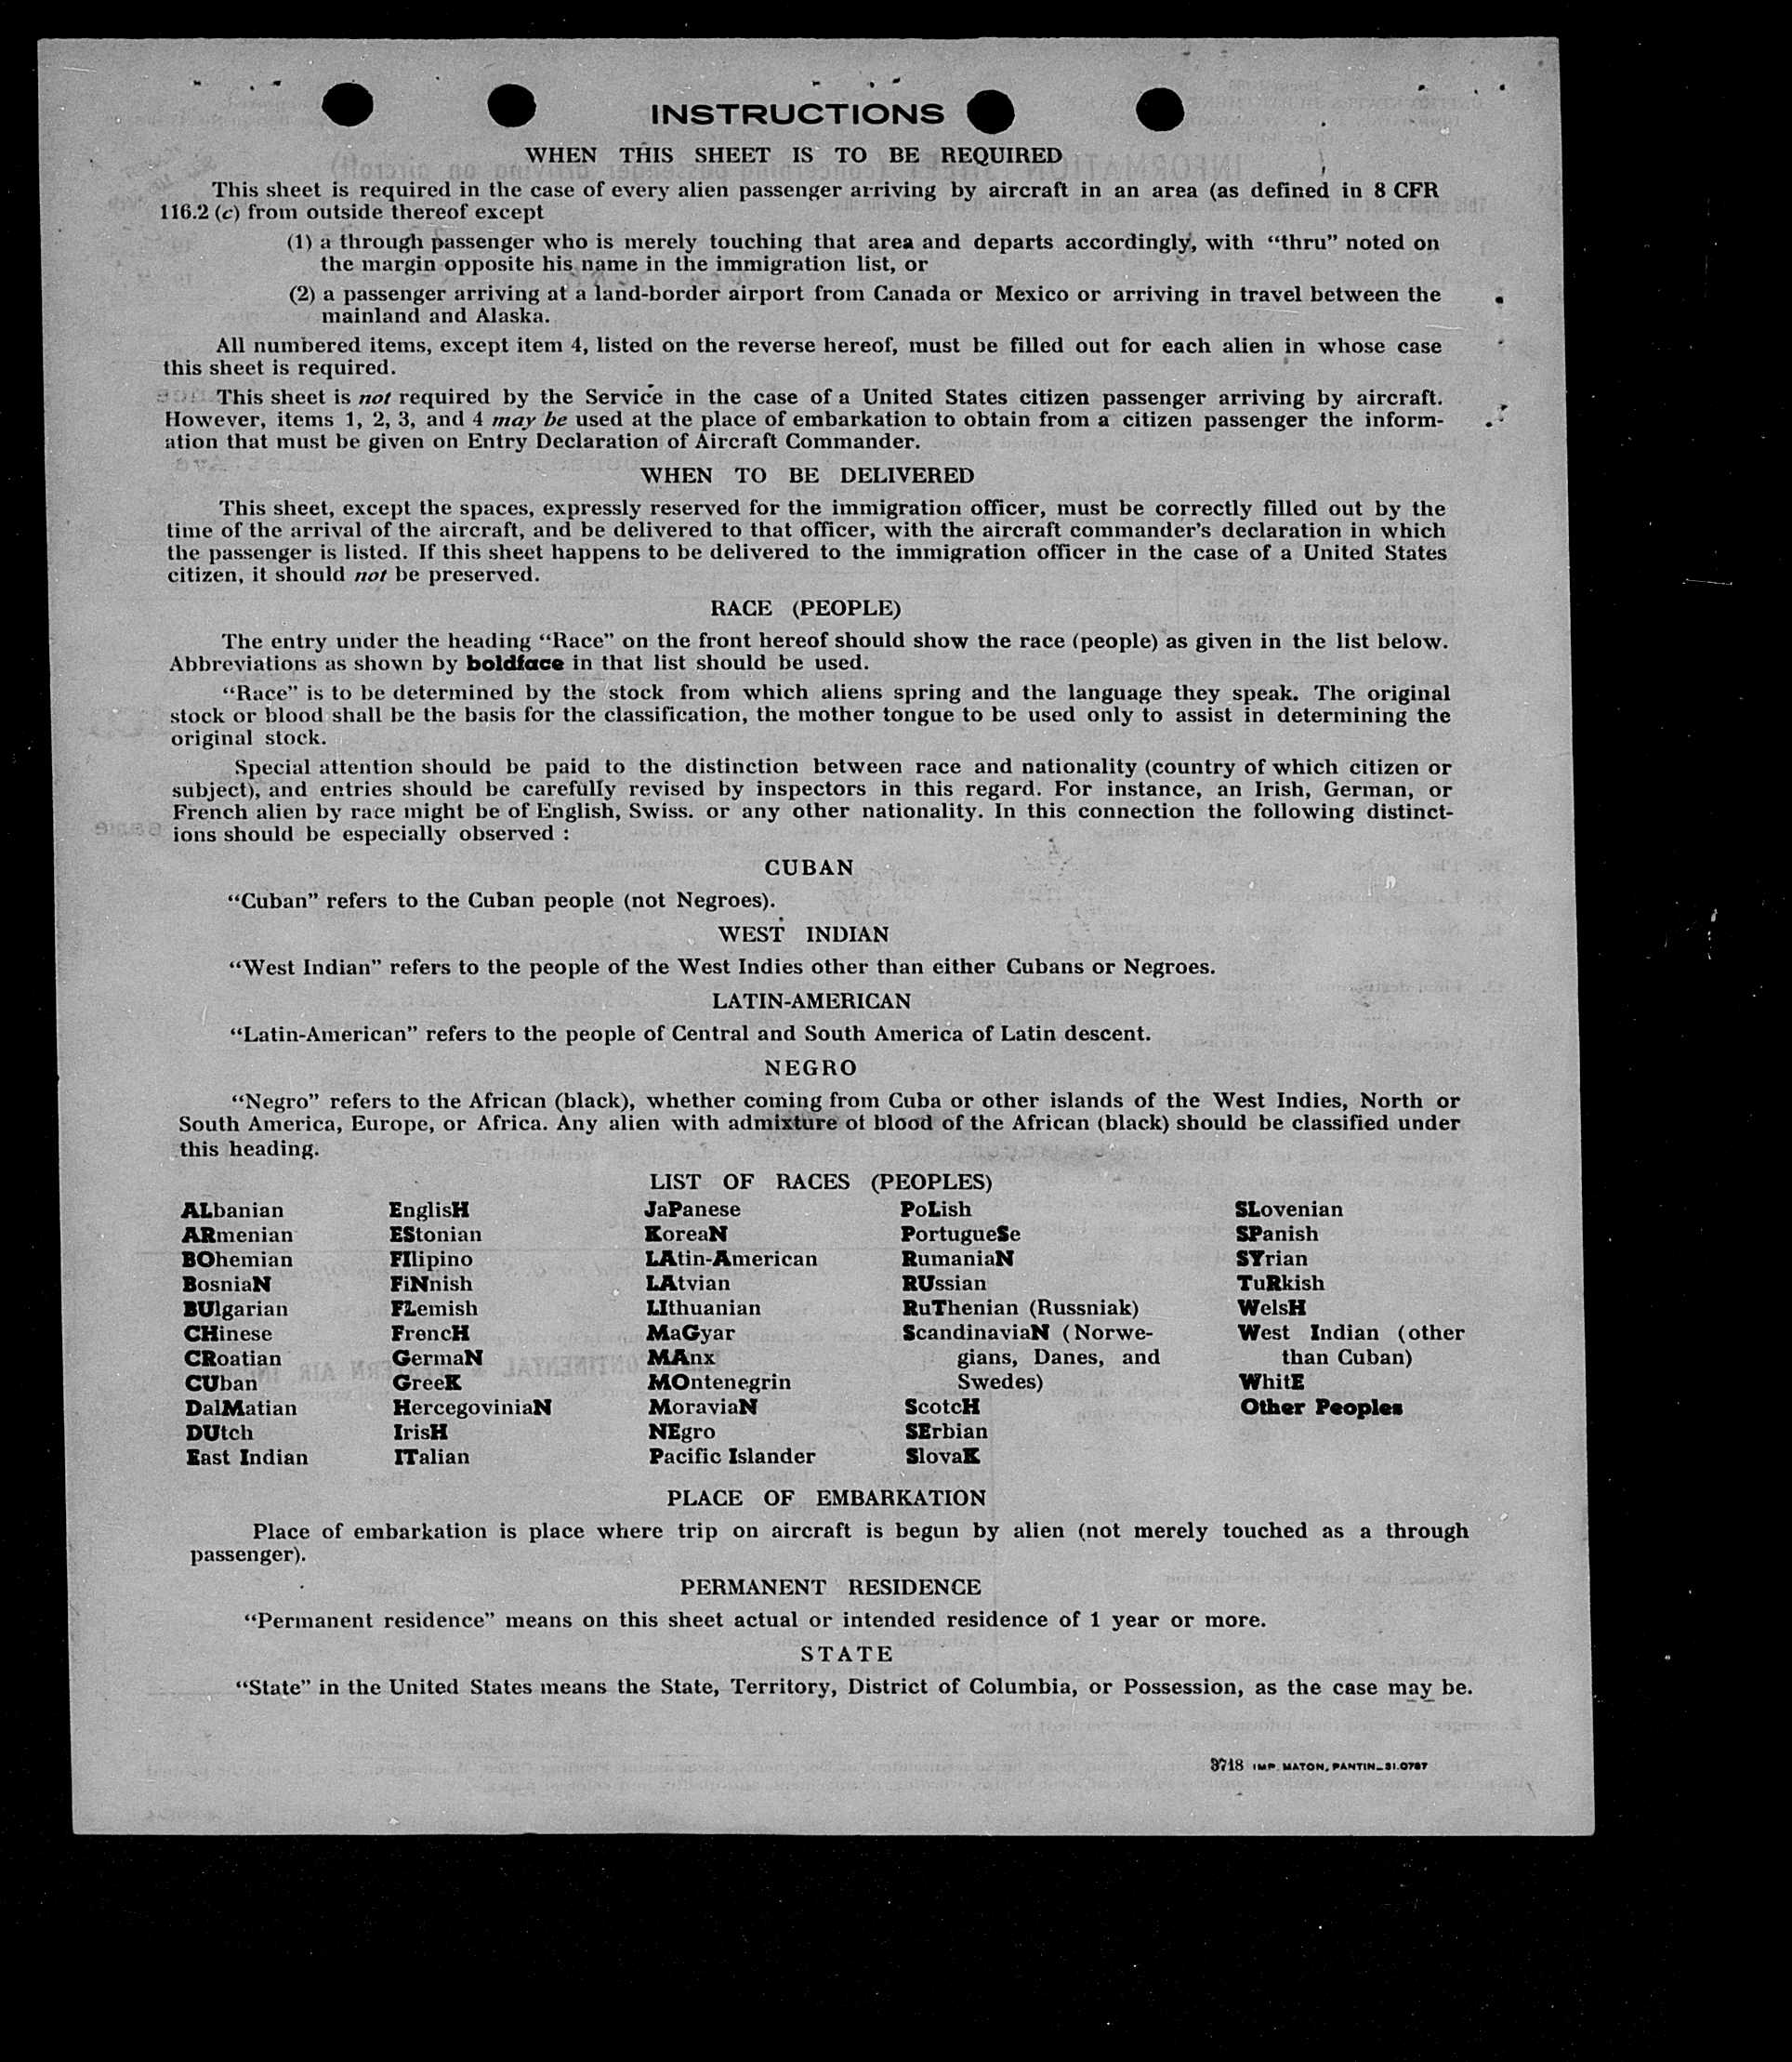 INSTRUCTIONS
WHEN THIS SHEET IS TO BE REQUIRED
This sheet is required in the case of every alien passenger arriving by aircraft in an area (as defined in 8 CFR
116.2 (c) from outside thereof except
(1) a through passenger who is merely touching that area and departs accordingly, with “thru” noted on
the margin opposite his name in the immigration list, or
(2) a passenger arriving at a land-border airport from Canada or Mexico or arriving in travel between the
mainland and Alaska.
All numbered items, except item 4, listed on the reverse hereof, must be filled out for each alien in whose case
this sheet is required.
This sheet is not required by the Service in the case of a United States citizen passenger arriving by aircraft.
However, items 1, 2, 3, and 4 may be used at the place of embarkation to obtain from a citizen passenger the inform-
ation that must be given on Entry Declaration of Aircraft Commander.
WHEN TO BE DELIVERED
This sheet, except the spaces, expressly reserved for the immigration officer, must be correctly filled out by the
time of the arrival of the aircraft, and be delivered to that officer, with the aircraft commander’s declaration in which
the passenger is listed. If this sheet happens to be delivered to the immigration officer in the case of a United States
citizen, it should not be preserved.
RACE (PEOPLE)
The entry under the heading “Race” on the front hereof should show the race (people) as given in the list below.
Abbreviations as shown by boldface in that list should be used.
“Race” is to be determined by the stock from which aliens spring and the language they speak. The original
stock or blood shall be the basis for the classification, the mother tongue to be used only to assist in determining the
original stock.
Special attention should be paid to the distinction between race and nationality (country of which citizen or
subject), and entries should be carefully revised by inspectors in this regard. For instance, an Irish, German, or
French alien by race might be of English, Swiss. or any other nationality. In this connection the following distinct-
ions should be especially observed :
CUBAN
“Cuban” refers to the Cuban people (not Negroes).
WEST INDIAN
“West Indian” refers to the people of the West Indies other than either Cubans or Negroes.
LATIN-AMERICAN
“Latin-American” refers to the people of Central and South America of Latin descent.
NEGRO
“Negro” refers to the African (black), whether coming from Cuba or other islands of the West Indies, North or
South America, Europe, or Africa. Any alien with admixture of blood of the African (black) should be classified under
this heading.
LIST OF RACES (PEOPLES)
ALbanian
ARmenian
BOhemian
BosniaN
BUlgarian
CHinese
CRoatian
CUban
DalMatian
DUtch
East Indian
EnglisH
EStonian
FIlipino
FiNnish
FLemish
FrencH
GermaN
GreeK
HercegoviniaN
IrisH
ITalian
JaPanese
KoreaN
LAtin-American
LAtvian
LIthuanian
MaGyar
MAnx
MOntenegrin
MoraviaN
NEgro
Pacific Islander
PoLish
PortugueSe
RumaniaN
RUssian
RuThenian (Russniak)
ScandinaviaN (Norwe-
gians, Danes, and
Swedes)
ScotcH
SErbian
SlovaK
SLovenian
SPanish
SYrian
TuRkish
WelsH
West Indian (other
than Cuban)
WhitE
Other Peoples
PLACE OF EMBARKATION
Place of embarkation is place where trip on aircraft is begun by alien (not merely touched as a through
passenger).
PERMANENT RESIDENCE
“Permanent residence” means on this sheet actual or intended residence of 1 year or more.
STATE
“State” in the United States means the State, Territory, District of Columbia, or Possession, as the case may be.
3718 IMP. MATON, PANTIN_31.0787